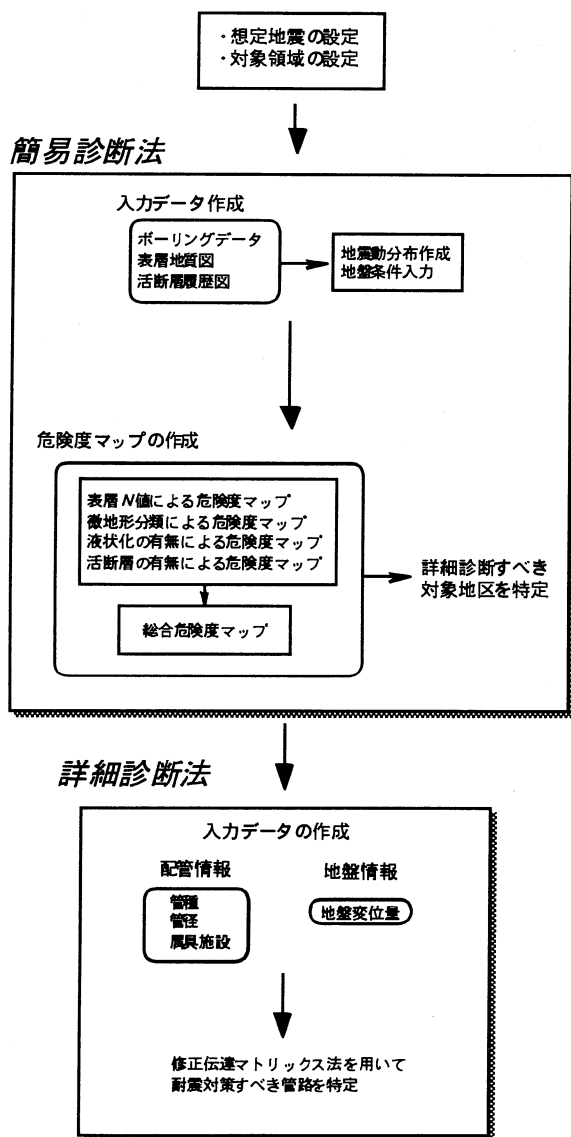 ・想定地震の設定
・対象領域の設定
簡易診断法
入力データ作成
ボーリングデータ
表層地質図
活断層履歴図
地震動分布作成
地盤条件入力
危険度マップの作成
表層N値による危険度マップ
微地形分類による危険度マップ
液状化の有無による危険度マップ
活断層の有無による危険度マップ
総合危険度マップ
詳細診断すべき
対象地区を特定
詳細診断法
入力データの作成
配管情報
管種
管径
属具施設
地盤情報
地盤変位量
修正伝達マトリックス法を用いて
耐震対策すべき管路を特定